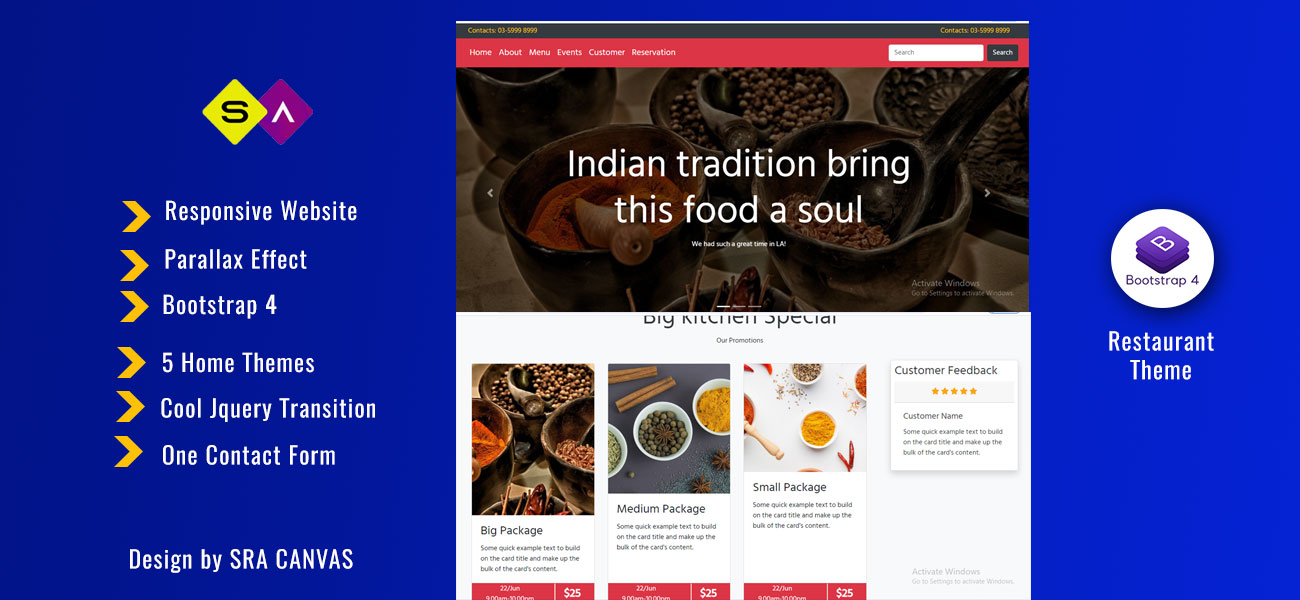 S Λ
Responsive Website
Parallax Effect
Bootstrap 4
5 Home Themes
Cool Jquery Transition
One Contact Form
Design by SRA CANVAS
Contacts: 03-5999 8999
Contacts: 03-5999 8999
Home About Menu Events Customer Reservation
Search
Search
Indian tradition bring
this food a soul
We had such a great time in LA!
Activate Windows
Go to Settings to activate Windows.
Big kitchen Special
Our Promotions
Big Package
Some quick example text to build
on the card title and make up the
bulk of the card's content.
22/Jun
9:00am-10:00pm
$25
Medium Package
Some quick example text to build
on the card title and make up the
bulk of the card's content.
22/Jun
9:00am-10:00pm
$25
Small Package
Some quick example text to build
on the card title and make up the
bulk of the card's content.
22/Jun
9:00am-10:00pm
$25
Customer Feedback
Customer Name
Some quick example text to build
on the card title and make up the
bulk of the card's content.
Activate Windows
Go to Settings to activate Windows.
B
Bootstrap 4
Restaurant
Theme